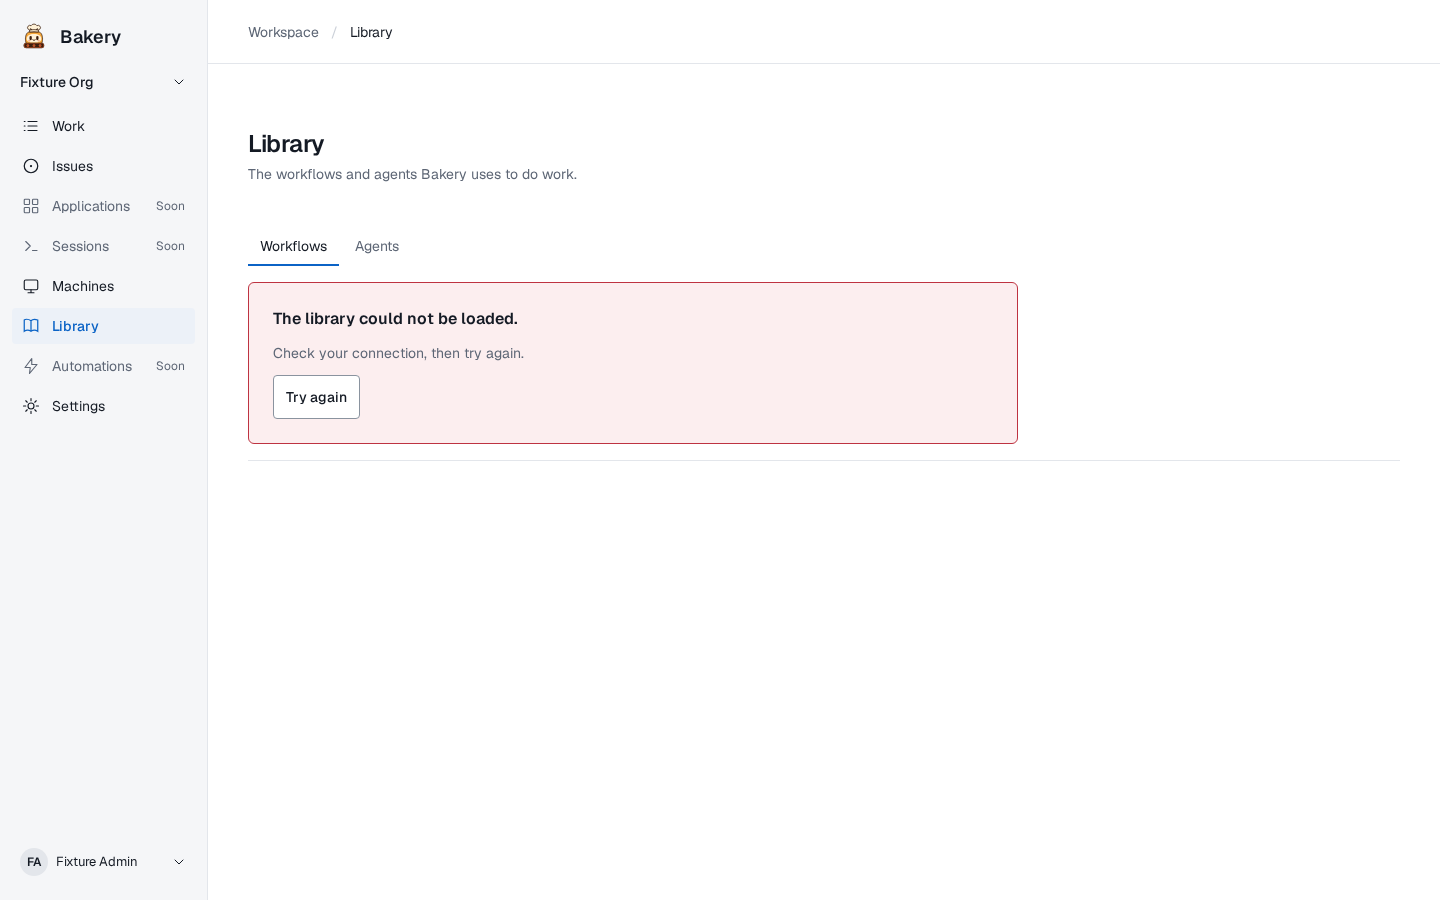 Bakery
Fixture Org
Work
Issues
Applications Soon
Sessions Soon
Machines
Library
Automations Soon
Settings
FA Fixture Admin
Workspace / Library
Library
The workflows and agents Bakery uses to do work.
Workflows Agents
The library could not be loaded.
Check your connection, then try again.
Try again